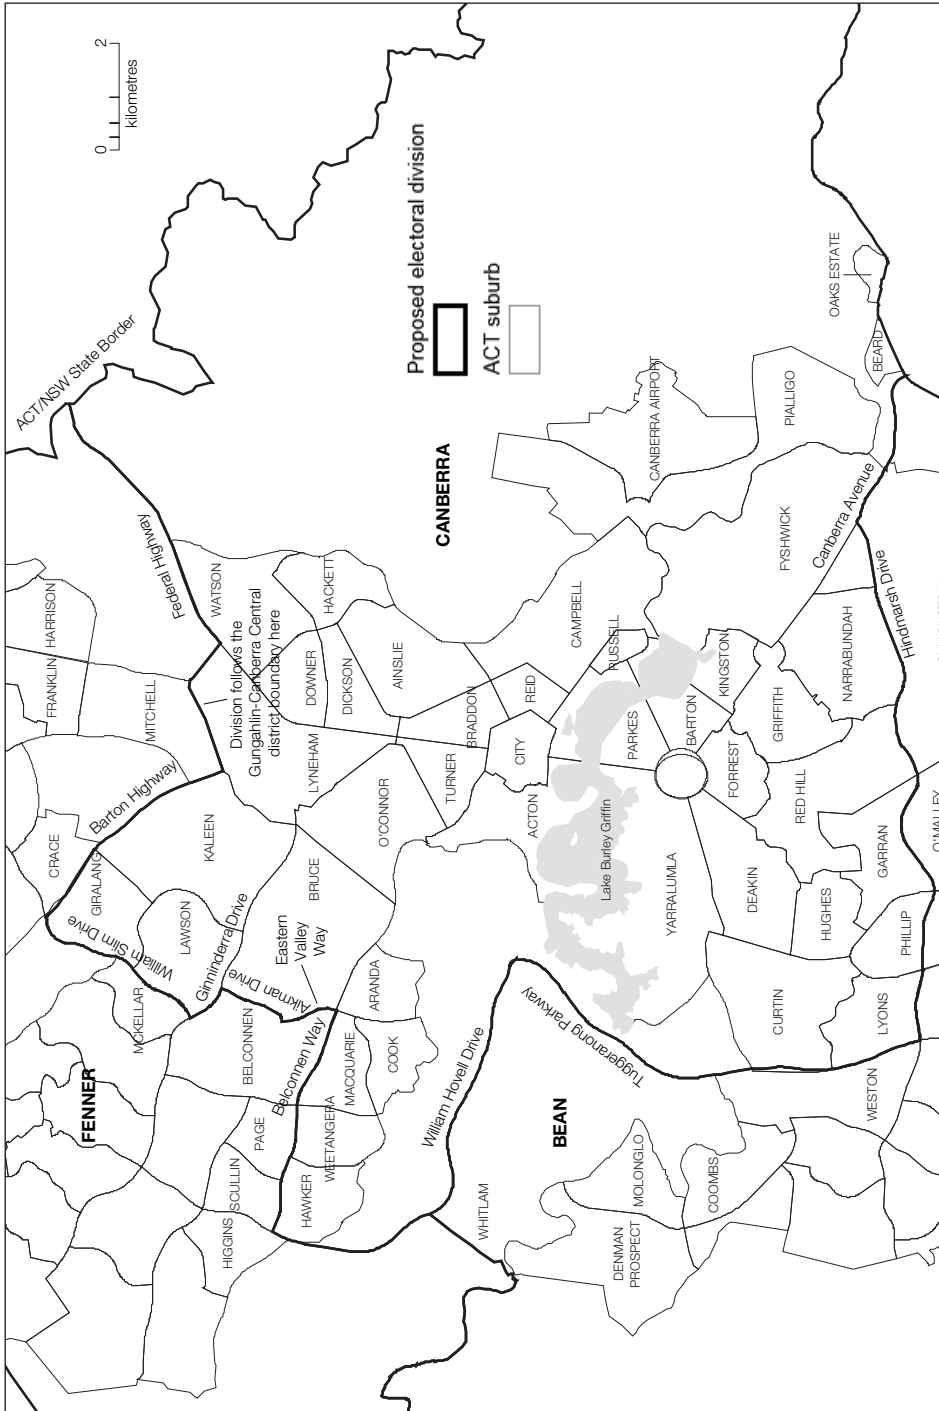 0
2
kilometres
ACT/NSW State Border
Proposed electoral division
ACT suburb
FENNER
CANBERRA
BEAN
HIGGINS
SCULLIN
PAGE
BELCONNEN
MCKELLAR
HAWKER
WEETANGERA
MACQUARIE
COOK
ARANDA
Belconnen Way
Eastern
Valley
Way
Aikman Drive
Ginninderra Drive
William Slim Drive
GIRALANG
CRACE
LAWSON
KALEEN
BRUCE
Barton Highway
MITCHELL
FRANKLIN
HARRISON
Federal Highway
Division follows the
Gungahlin-Canberra Central
district boundary here
WATSON
HACKETT
DOWNER
DICKSON
LYNEHAM
AINSLIE
O'CONNOR
TURNER
BRADDON
REID
CITY
ACTON
CAMPBELL
RUSSELL
PARKES
Lake Burley Griffin
William Hovell Drive
Tuggeranong Parkway
WHITLAM
DENMAN
PROSPECT
MOLONGLO
COOMBS
WESTON
YARRALUMLA
CURTIN
LYONS
DEAKIN
HUGHES
PHILLIP
GARRAN
O'MALLEY
RED HILL
FORREST
BARTON
KINGSTON
GRIFFITH
NARRABUNDAH
Hindmarsh Drive
Canberra Avenue
FYSHWICK
CANBERRA AIRPORT
PIALLIGO
BEARD
OAKS ESTATE